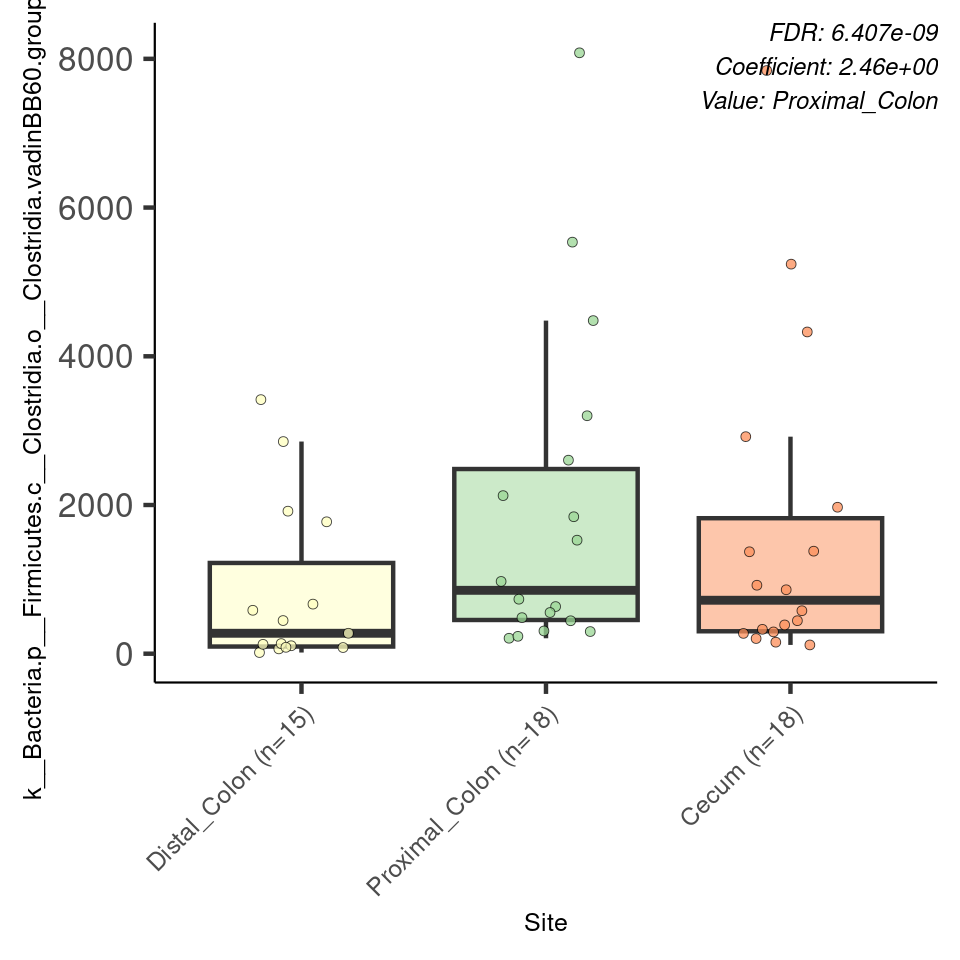 FDR: 6.407e-09
Coefficient: 2.46e+00
Value: Proximal_Colon
k__Bacteria.p__Firmicutes.c__Clostridia.o__Clostridia.vadinBB60.group
8000
6000
4000
2000
0
Distal_Colon (n=15)
Proximal_Colon (n=18)
Cecum (n=18)
Site